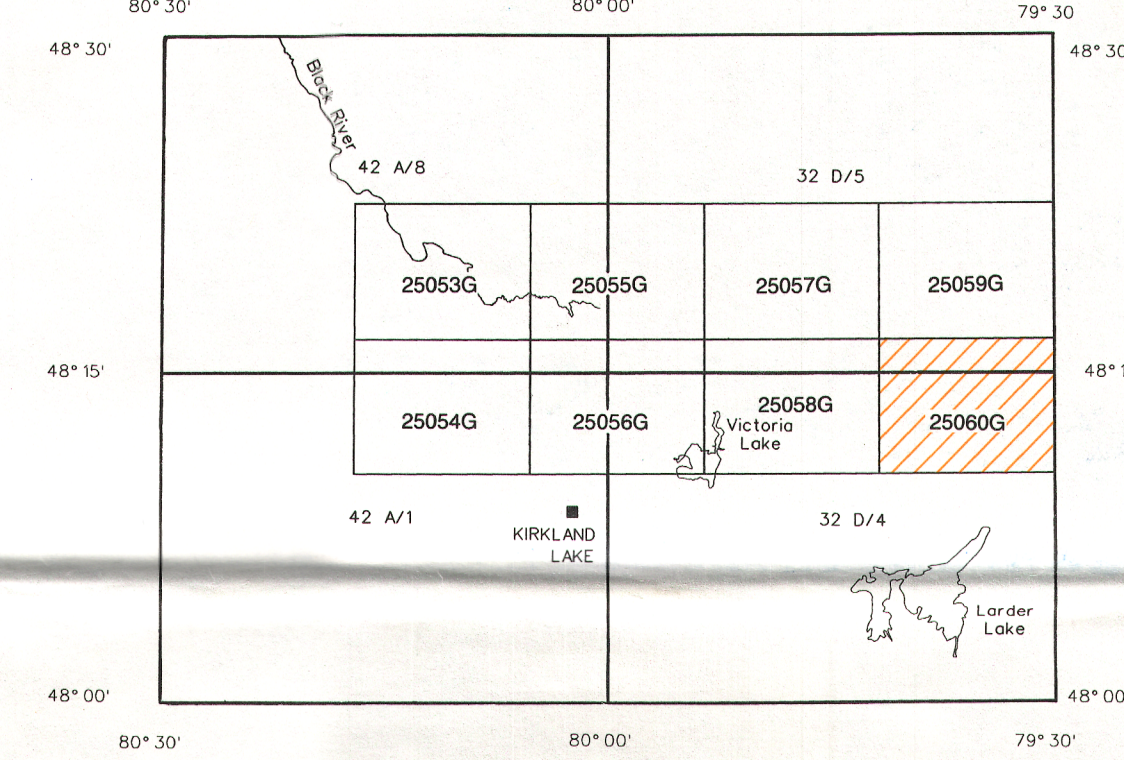 80° 30'
80° 00'
79° 30
48° 30'
48° 30
Black River
42 A/8
32 D/5
25053G
25055G
25057G
25059G
48° 15'
48° 1
25054G
25056G
25058G
25060G
Victoria
Lake
42 A/1
32 D/4
KIRKLAND
LAKE
Larder
Lake
48° 00'
48° 00
80° 30'
80° 00'
79° 30'